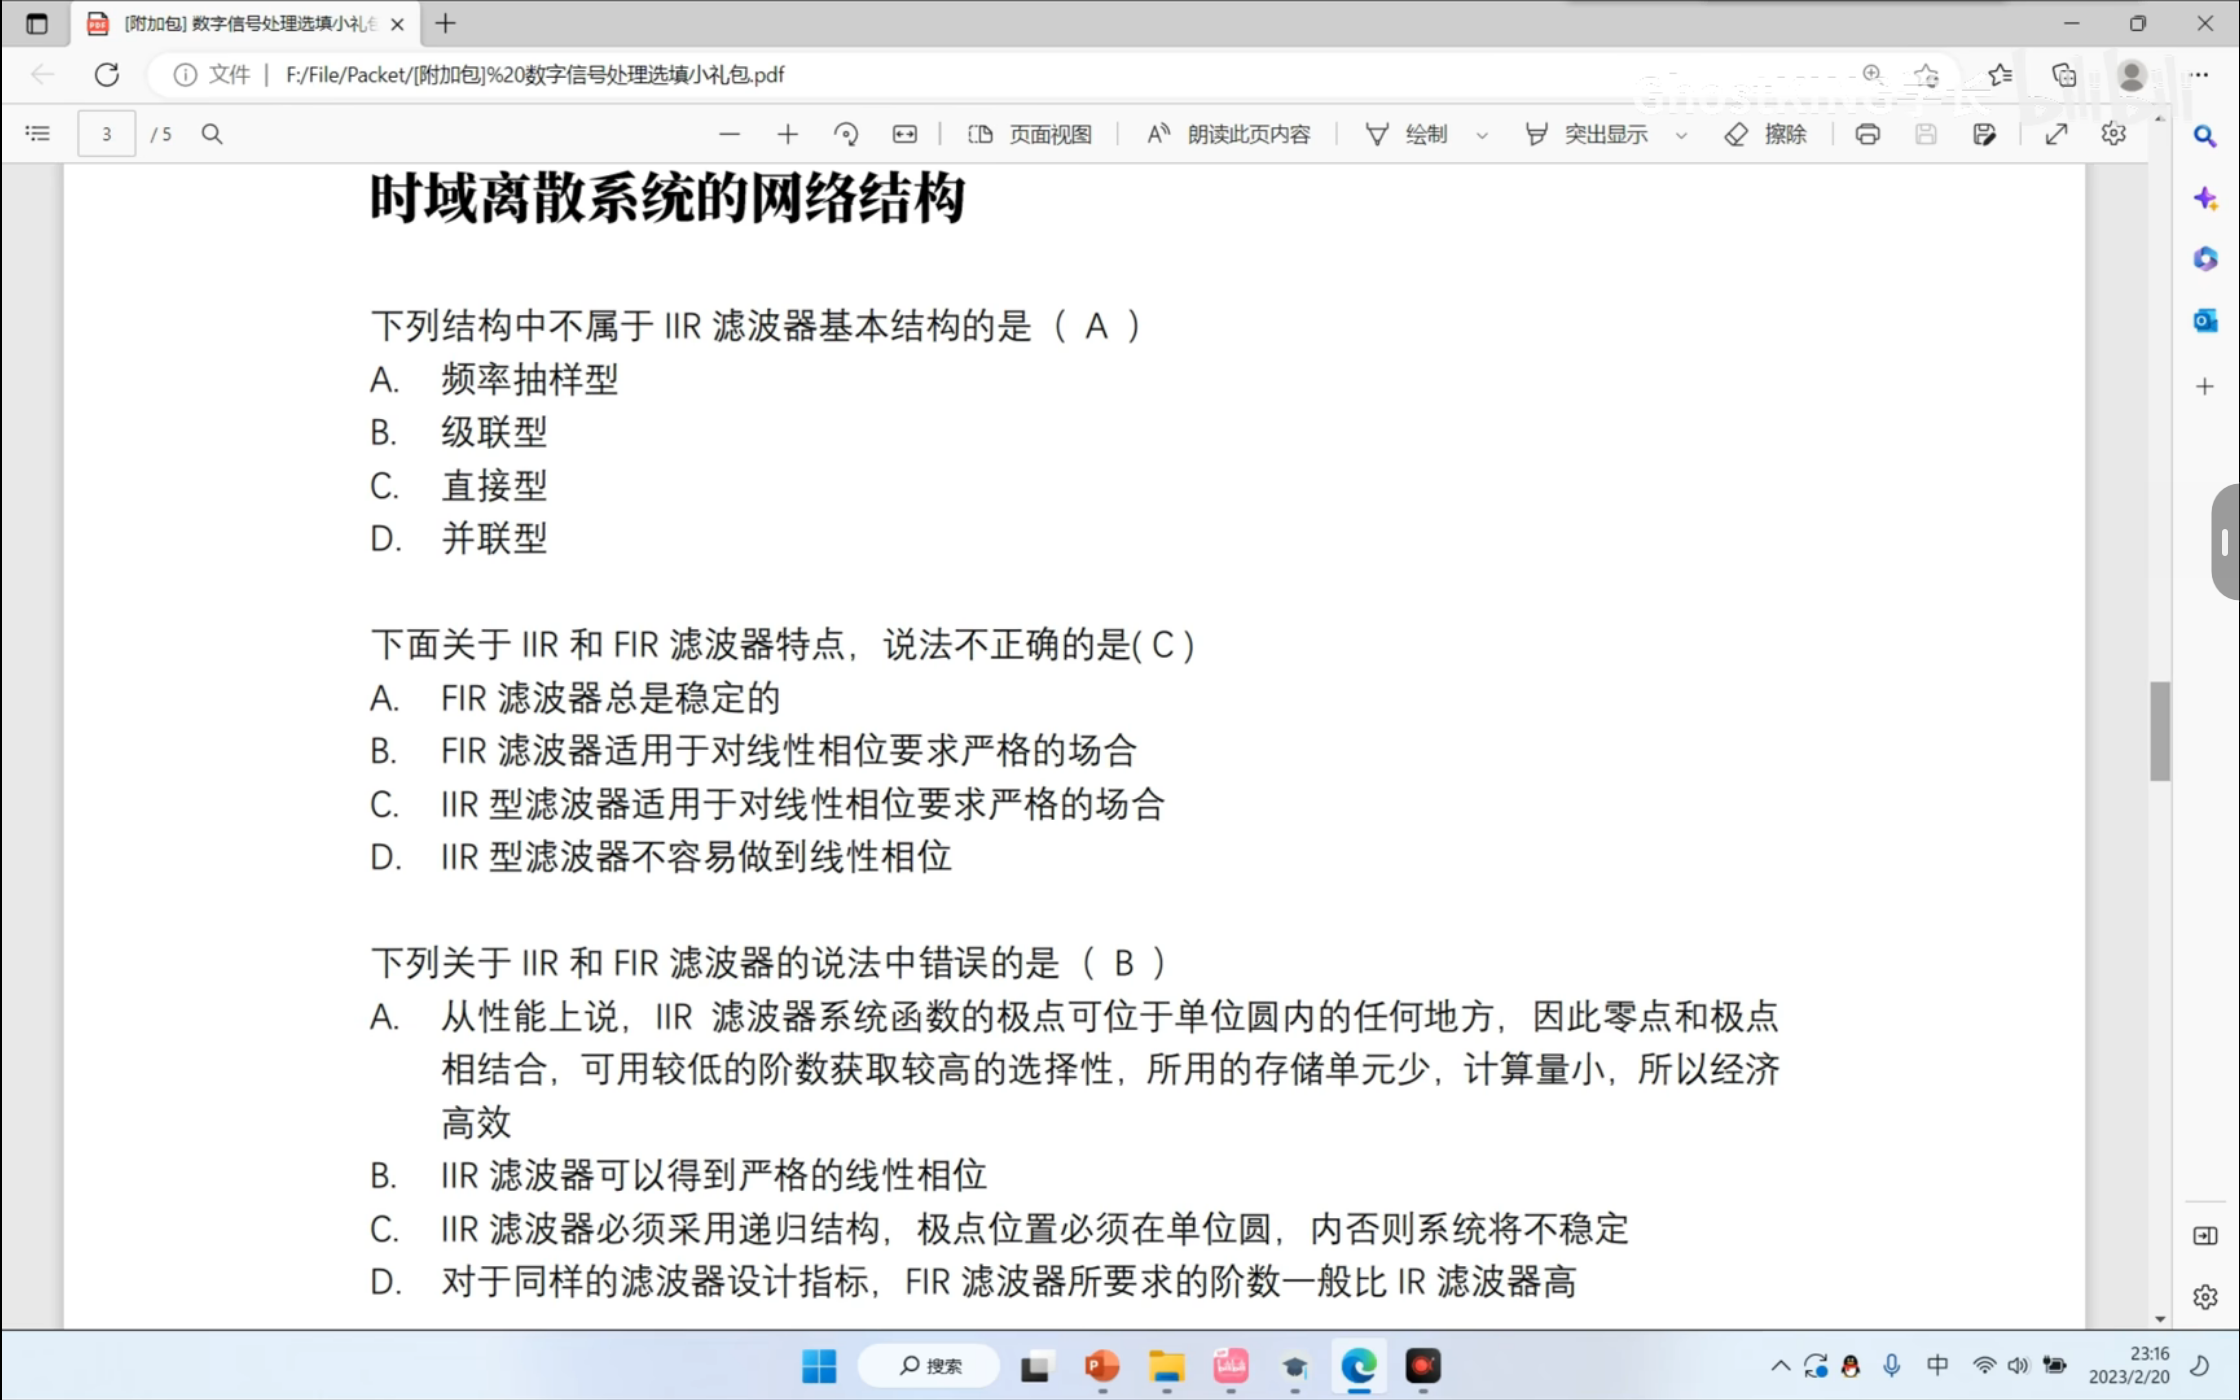 [附加包] 数字信号处理选填小礼包
文件 | F:/File/Packet/[附加包]%20数字信号处理选填小礼包.pdf
3 / 5 页面视图 朗读此页内容 绘制 突出显示 擦除
时域离散系统的网络结构
下列结构中不属于 IIR 滤波器基本结构的是（ A ）
A. 频率抽样型
B. 级联型
C. 直接型
D. 并联型
下面关于 IIR 和 FIR 滤波器特点，说法不正确的是( C )
A. FIR 滤波器总是稳定的
B. FIR 滤波器适用于对线性相位要求严格的场合
C. IIR 型滤波器适用于对线性相位要求严格的场合
D. IIR 型滤波器不容易做到线性相位
下列关于 IIR 和 FIR 滤波器的说法中错误的是（ B ）
A. 从性能上说，IIR 滤波器系统函数的极点可位于单位圆内的任何地方，因此零点和极点
相结合，可用较低的阶数获取较高的选择性，所用的存储单元少，计算量小，所以经济
高效
B. IIR 滤波器可以得到严格的线性相位
C. IIR 滤波器必须采用递归结构，极点位置必须在单位圆，内否则系统将不稳定
D. 对于同样的滤波器设计指标，FIR 滤波器所要求的阶数一般比 IR 滤波器高
搜索
中
23:16
2023/2/20